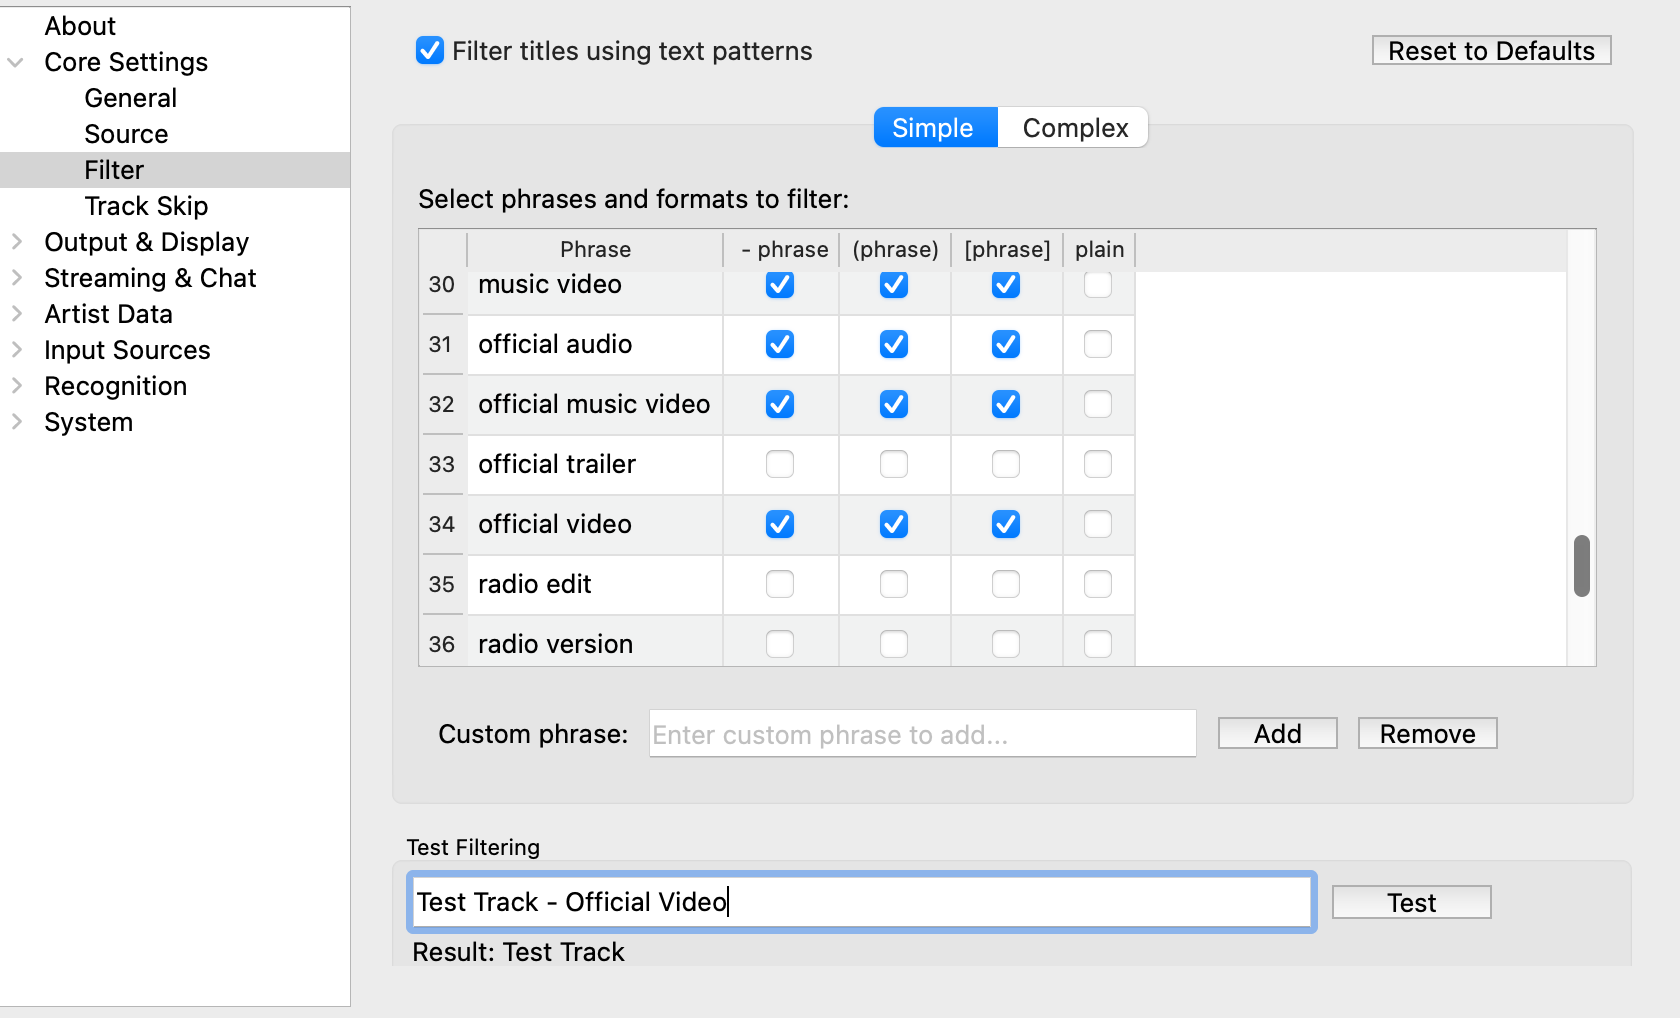 About
Core Settings
General
Source
Filter
Track Skip
Output & Display
Streaming & Chat
Artist Data
Input Sources
Recognition
System
Filter titles using text patterns
Reset to Defaults
Simple Complex
Select phrases and formats to filter:
Phrase - phrase (phrase) [phrase] plain
30 music video
31 official audio
32 official music video
33 official trailer
34 official video
35 radio edit
36 radio version
Custom phrase: Enter custom phrase to add... Add Remove
Test Filtering
Test Track - Official Video Test
Result: Test Track